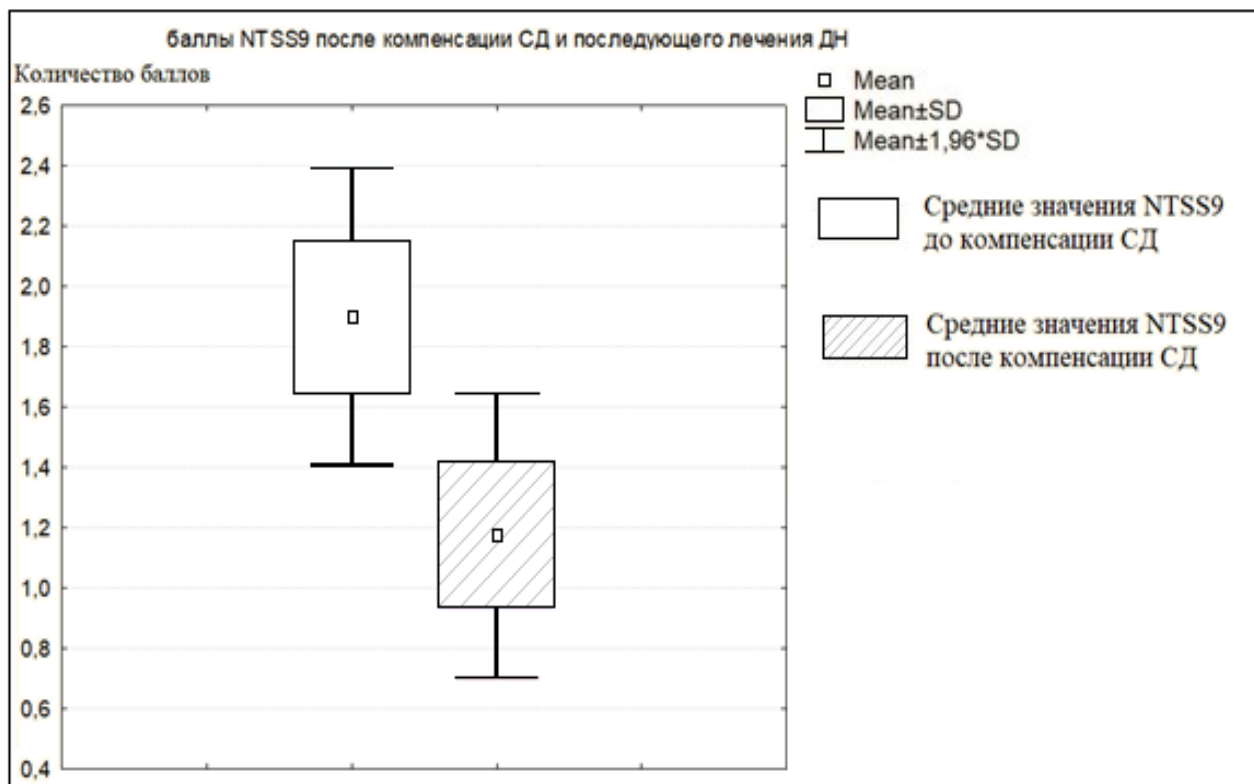 баллы NTSS9 после компенсации СД и последующего лечения ДН
Количество баллов
2,6
2,4
2,2
2,0
1,8
1,6
1,4
1,2
1,0
0,8
0,6
0,4
Mean
Mean±SD
Mean±1,96*SD
Средние значения NTSS9
до компенсации СД
Средние значения NTSS9
после компенсации СД